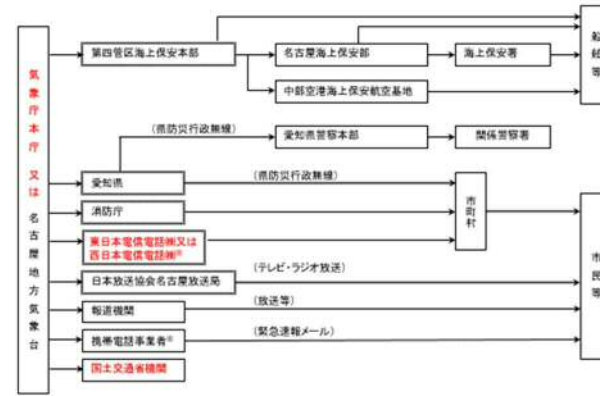 気象庁本庁 又は 名古屋地方気象台
第四管区海上保安本部
名古屋海上保安部
海上保安署
船舶等
中部空港海上保安航空基地
(県防災行政無線)
愛知県警察本部
関係警察署
愛知県
(県防災行政無線)
市町村
消防庁
東日本電信電話㈱又は
西日本電信電話㈱
(テレビ・ラジオ放送)
市民等
日本放送協会名古屋放送局
(放送等)
報道機関
(緊急速報メール)
携帯電話事業者
国土交通省機関